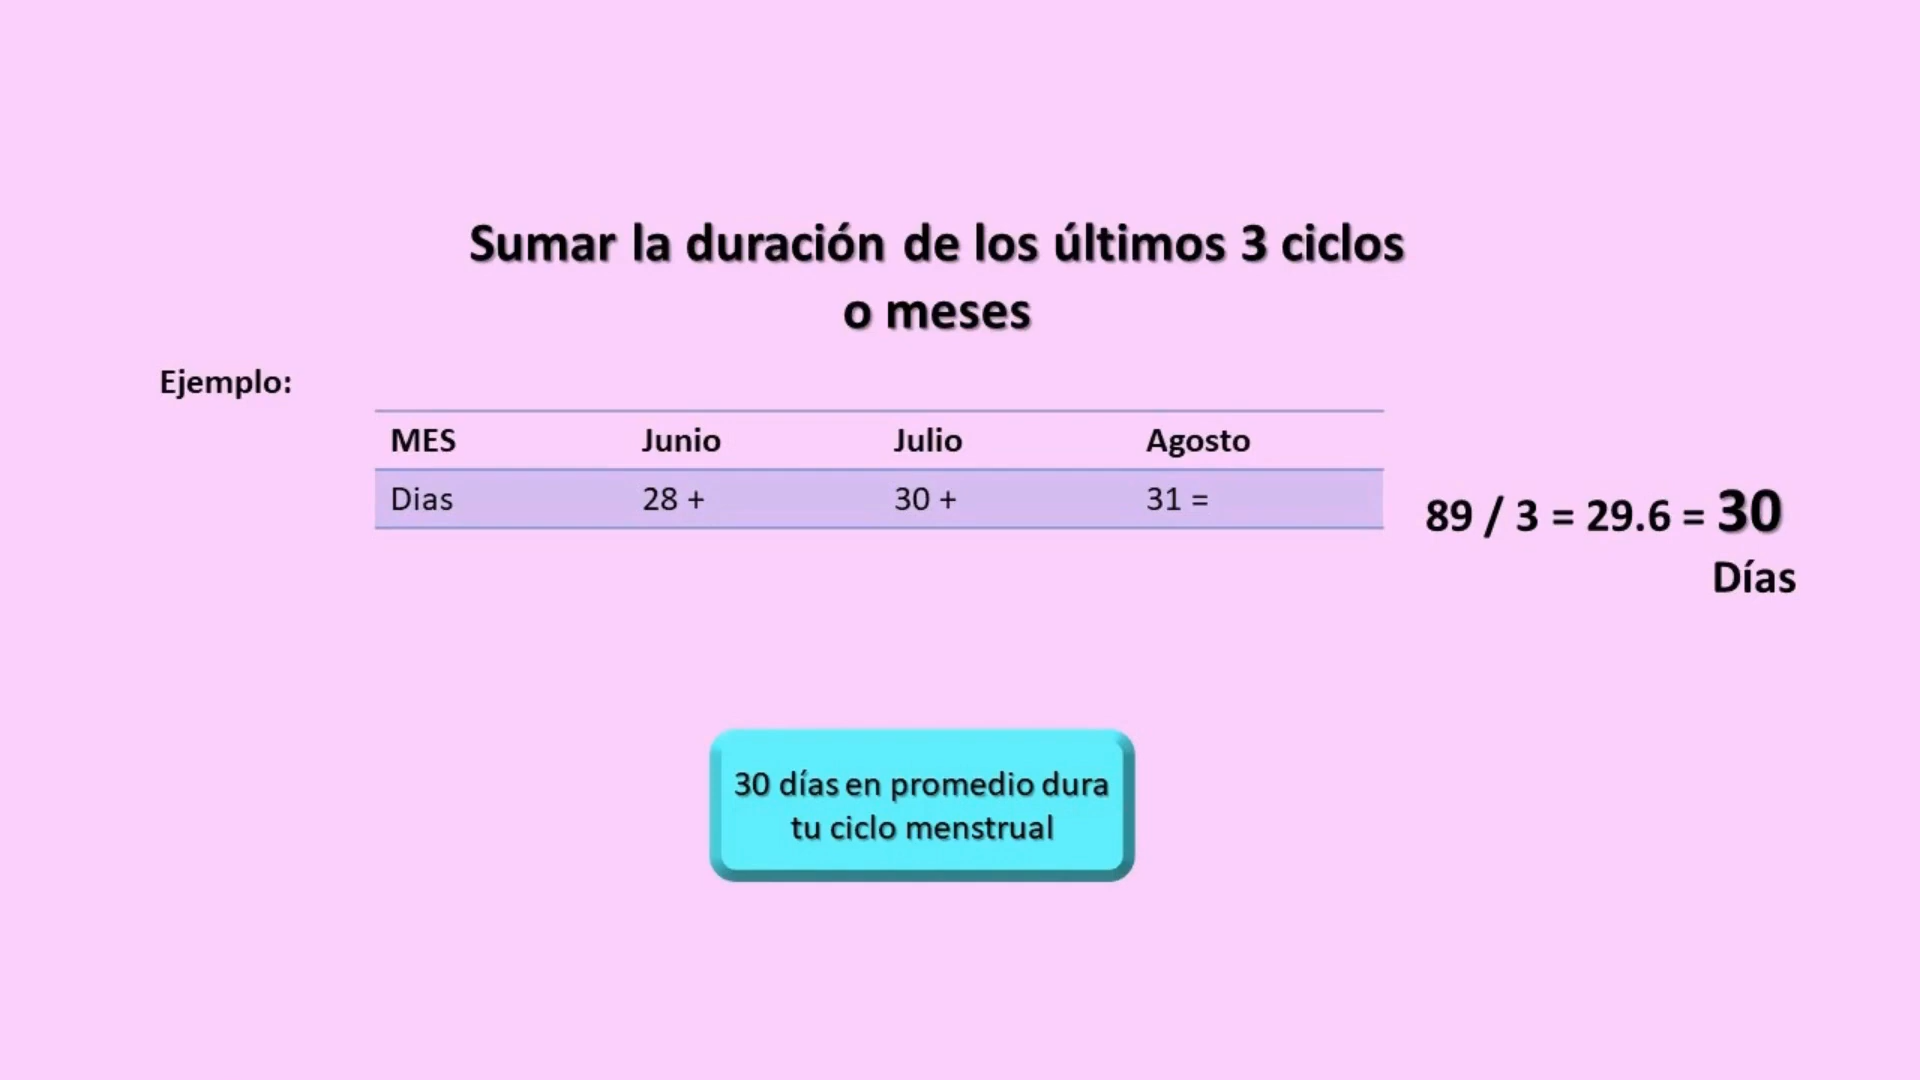 Sumar la duración de los últimos 3 ciclos
o meses
Ejemplo:
MES Junio Julio Agosto
Dias 28 + 30 + 31 =
89 / 3 = 29.6 = 30
Días
30 días en promedio dura
tu ciclo menstrual